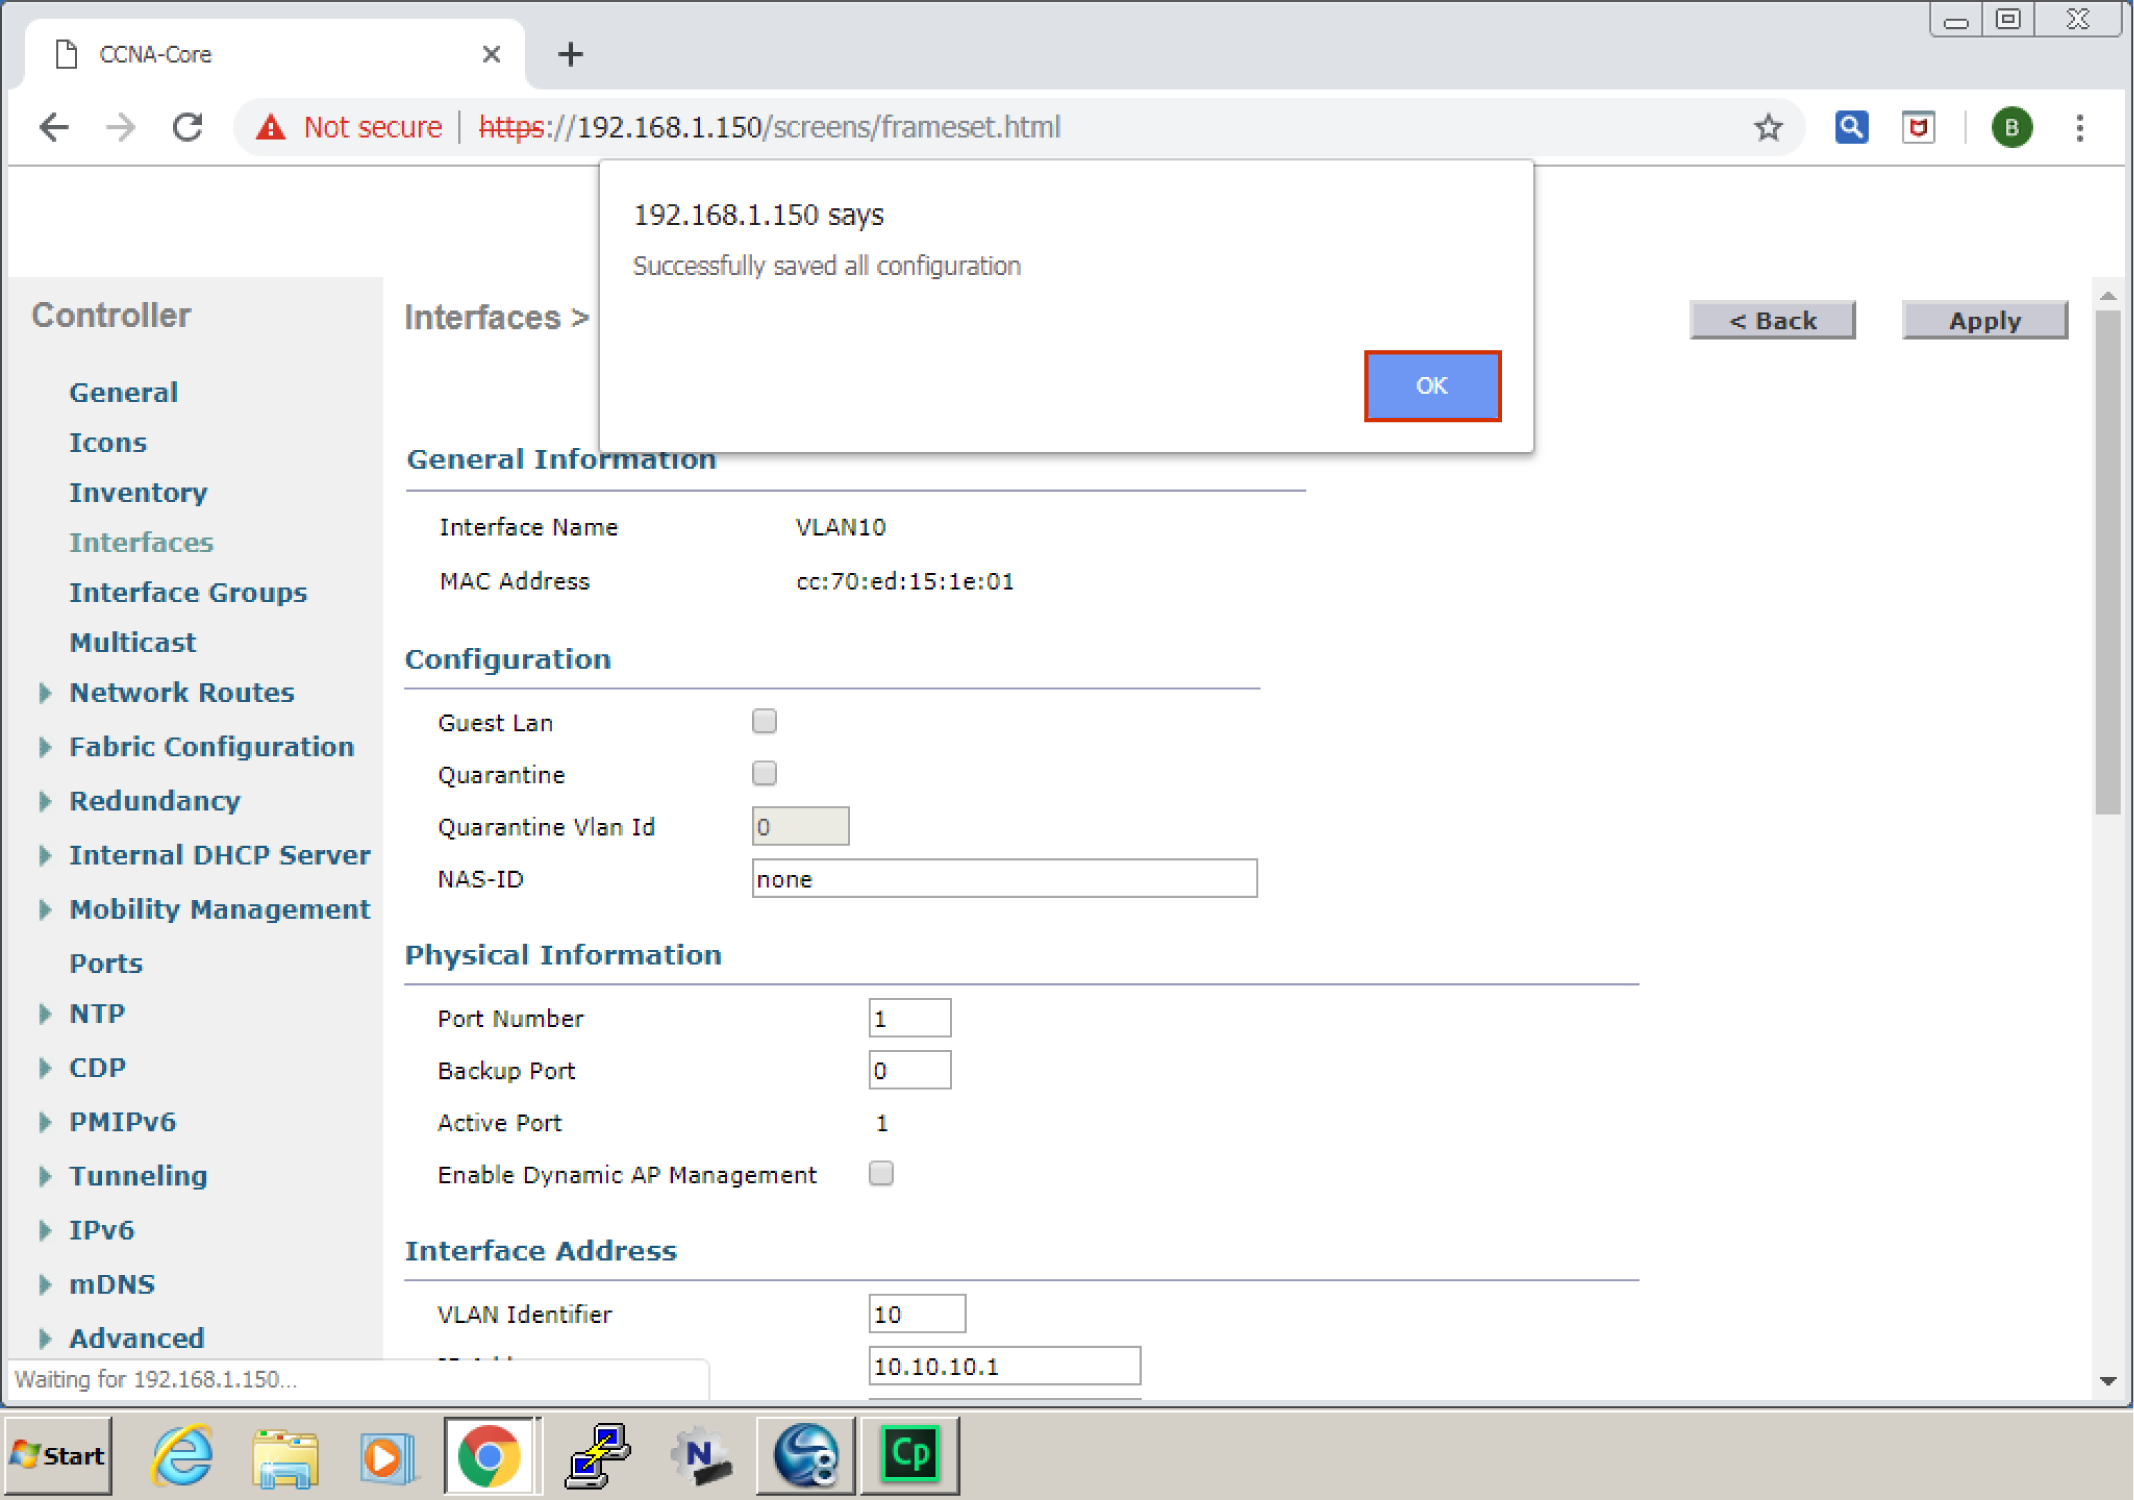 CCNA-Core
Not secure | https://192.168.1.150/screens/frameset.html
B
192.168.1.150 says
Successfully saved all configuration
OK
Controller
General
Icons
Inventory
Interfaces
Interface Groups
Multicast
Network Routes
Fabric Configuration
Redundancy
Internal DHCP Server
Mobility Management
Ports
NTP
CDP
PMIPv6
Tunneling
IPv6
mDNS
Advanced
Interfaces >
< Back
Apply
General Information
Interface Name VLAN10
MAC Address cc:70:ed:15:1e:01
Configuration
Guest Lan
Quarantine
Quarantine Vlan Id 0
NAS-ID none
Physical Information
Port Number 1
Backup Port 0
Active Port 1
Enable Dynamic AP Management
Interface Address
VLAN Identifier 10
10.10.10.1
Waiting for 192.168.1.150...
Start
N
8
Cp